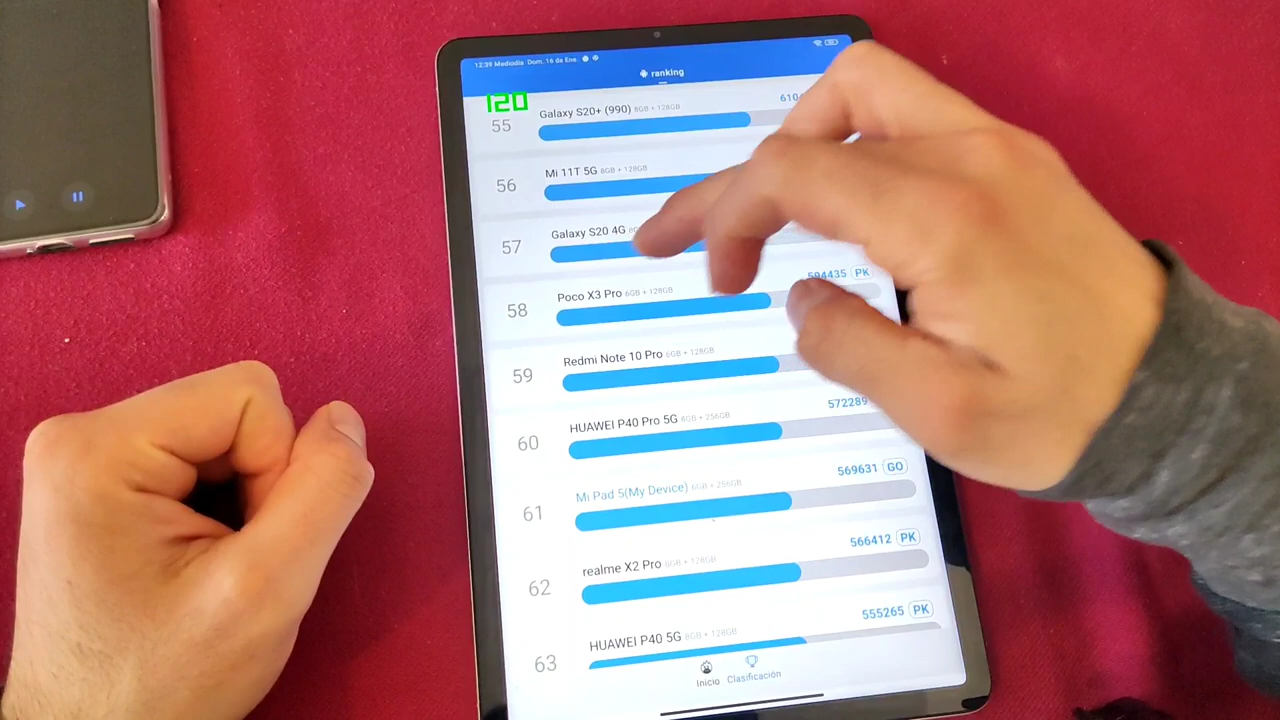 12:39 Mediodía Dom. 16 de Ene.
ranking
120
55 Galaxy S20+ (990) 8GB + 128GB 610
56 Mi 11T 5G 8GB + 128GB
57 Galaxy S20 4G
58 Poco X3 Pro 6GB + 128GB 594435 PK
59 Redmi Note 10 Pro 6GB + 128GB
60 HUAWEI P40 Pro 5G 8GB + 256GB 572289
61 Mi Pad 5(My Device) 6GB + 256GB 569631 GO
62 realme X2 Pro 6GB + 128GB 566412 PK
63 HUAWEI P40 5G 8GB + 128GB 555265 PK
Inicio Clasificación